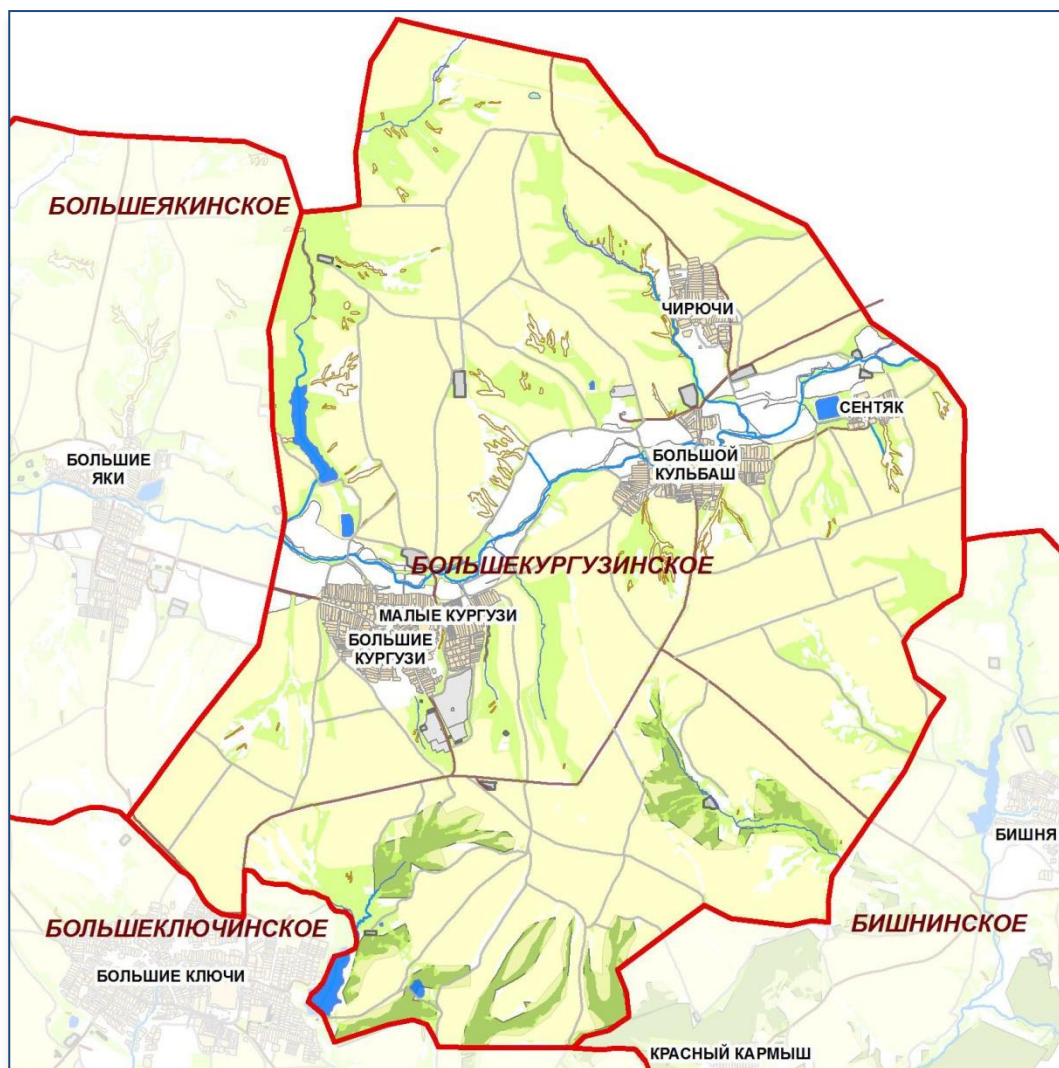 БОЛЬШЕЯКИНСКОЕ
ЧИРЮЧИ
СЕНТЯК
БОЛЬШИЕ
ЯКИ
БОЛЬШОЙ
КУЛЬБАШ
БОЛЬШЕКУРГУЗИНСКОЕ
МАЛЫЕ КУРГУЗИ
БОЛЬШИЕ
КУРГУЗИ
БИШНЯ
БОЛЬШЕКЛЮЧИНСКОЕ
БИШНИНСКОЕ
БОЛЬШИЕ КЛЮЧИ
КРАСНЫЙ КАРМЫШ